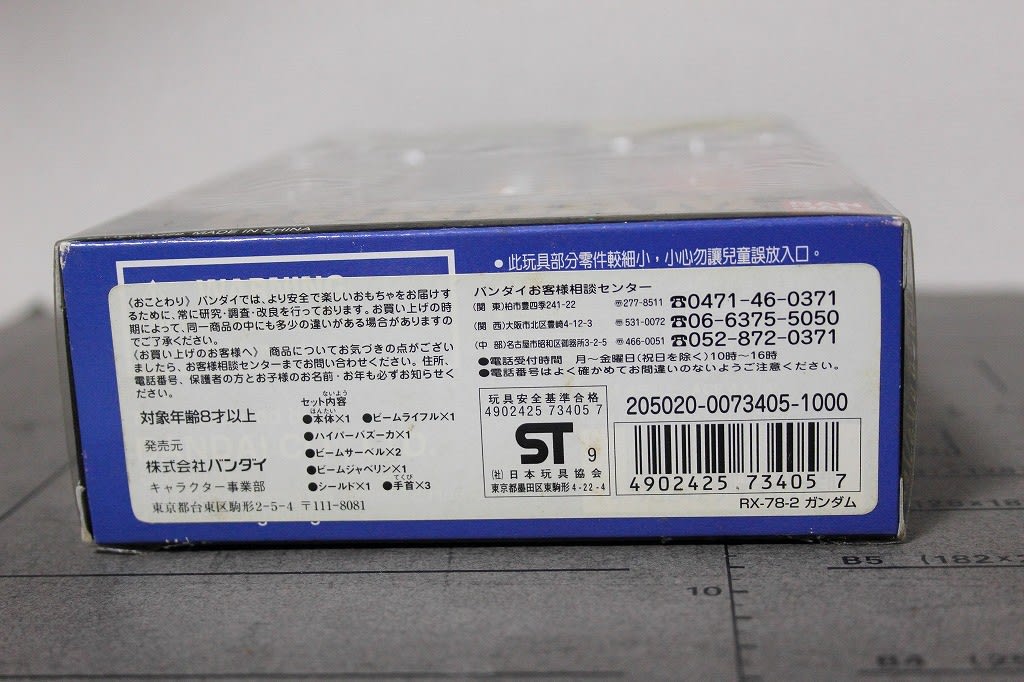 MADE IN CHINA
WARNING
• 此玩具部分零件較細小，小心勿讓兒童誤放入口。
〈おことわり〉バンダイでは、より安全で楽しいおもちゃをお届けす
るために、常に研究・調査・改良を行っております。お買い上げの時
期によって、同一商品の中にも多少の違いがある場合がありますの
でご了承ください。
〈お買い上げのお客様へ〉 商品についてお気づきの点がござい
ましたら、お客様相談センターまでお問い合わせください。住所、
電話番号、保護者の方とお子様のお名前・お年も必ずお知らせくだ
さい。
対象年齢8才以上
発売元
株式会社バンダイ
キャラクター事業部
東京都台東区駒形2-5-4 〒111-8081
ないよう
セット内容
ほんたい
●本体×1 ●ビームライフル×1
●ハイパーバズーカ×1
●ビームサーベル×2
●ビームジャベリン×1
てくび
●シールド×1 ●手首×3
バンダイお客様相談センター
(関 東)柏市豊四季241-22 〒277-8511 ☎0471-46-0371
(関 西)大阪市北区豊崎4-12-3 〒531-0072 ☎06-6375-5050
(中 部)名古屋市昭和区御器所3-2-5 〒466-0051 ☎052-872-0371
●電話受付時間 月～金曜日(祝日を除く)10時～16時
●電話番号はよく確かめてお間違いのないようご注意ください。
玩具安全基準合格
4902425 73405 7
ST 9
(社)日本玩具協会
東京都墨田区東駒形4-22-4
205020-0073405-1000
4902425 734057
RX-78-2 ガンダム
10
B5 (182×
B4